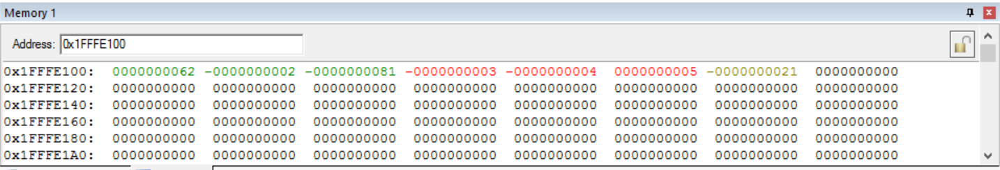 Memory 1
Address: 0x1FFFE100
0x1FFFE100: 0000000062 -0000000002 -0000000081 -0000000003 -0000000004 0000000005 -0000000021 0000000000
0x1FFFE120: 0000000000 0000000000 0000000000 0000000000 0000000000 0000000000 0000000000 0000000000
0x1FFFE140: 0000000000 0000000000 0000000000 0000000000 0000000000 0000000000 0000000000 0000000000
0x1FFFE160: 0000000000 0000000000 0000000000 0000000000 0000000000 0000000000 0000000000 0000000000
0x1FFFE180: 0000000000 0000000000 0000000000 0000000000 0000000000 0000000000 0000000000 0000000000
0x1FFFE1A0: 0000000000 0000000000 0000000000 0000000000 0000000000 0000000000 0000000000 0000000000